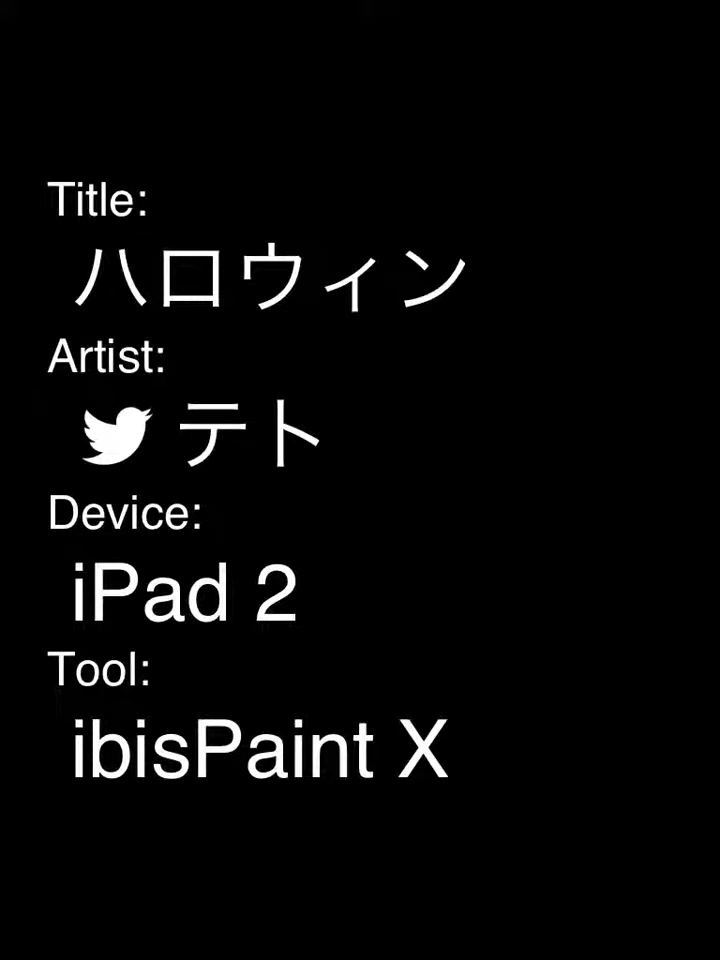 Title:
ハロウィン
Artist:
テト
Device:
iPad 2
Tool:
ibisPaint X